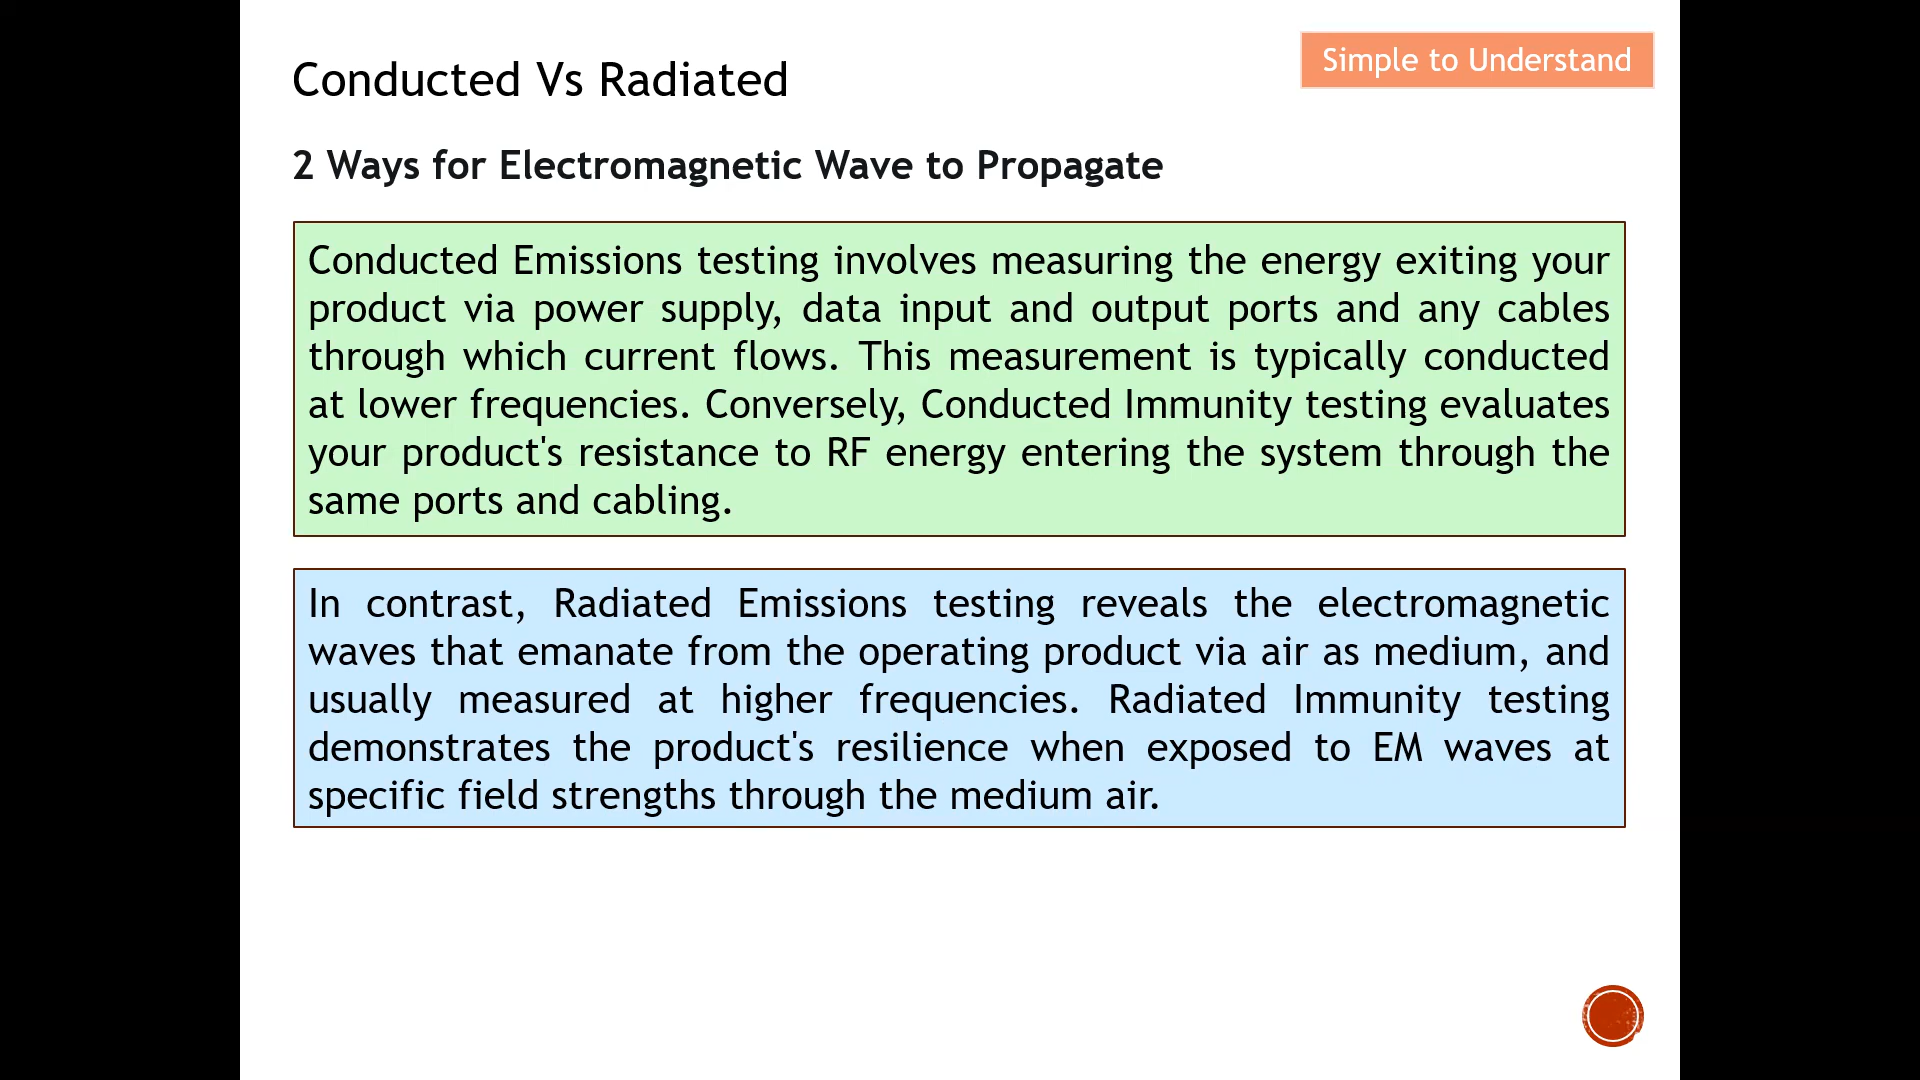 Conducted Vs Radiated
Simple to Understand
2 Ways for Electromagnetic Wave to Propagate
Conducted Emissions testing involves measuring the energy exiting your
product via power supply, data input and output ports and any cables
through which current flows. This measurement is typically conducted
at lower frequencies. Conversely, Conducted Immunity testing evaluates
your product's resistance to RF energy entering the system through the
same ports and cabling.
In contrast, Radiated Emissions testing reveals the electromagnetic
waves that emanate from the operating product via air as medium, and
usually measured at higher frequencies. Radiated Immunity testing
demonstrates the product's resilience when exposed to EM waves at
specific field strengths through the medium air.